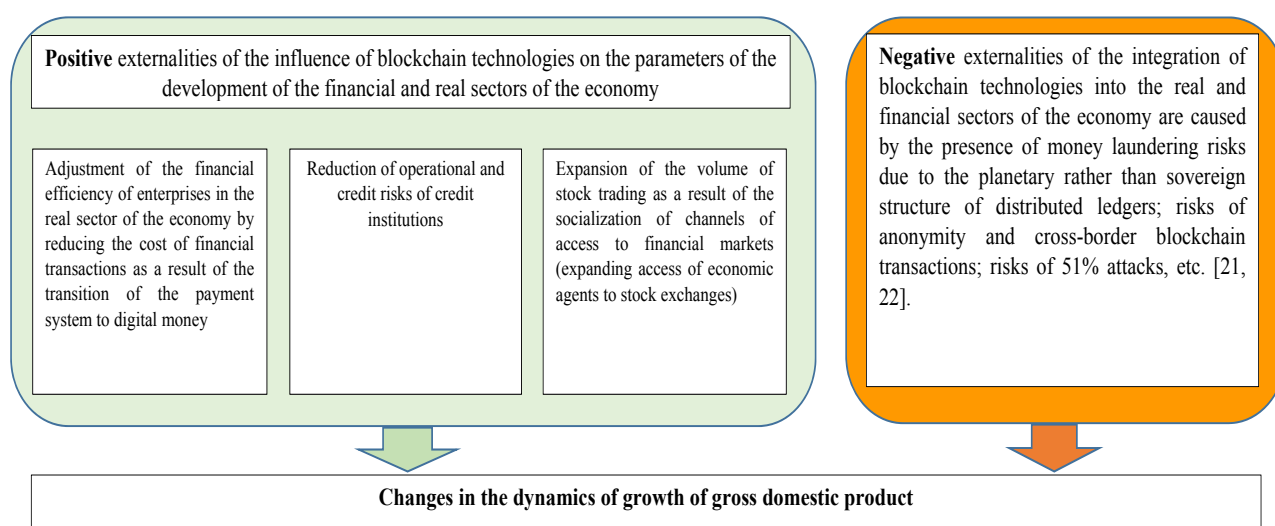 Positive externalities of the influence of blockchain technologies on the parameters of the
development of the financial and real sectors of the economy
Adjustment of the financial
efficiency of enterprises in the
real sector of the economy by
reducing the cost of financial
transactions as a result of the
transition of the payment
system to digital money
Reduction of operational and
credit risks of credit
institutions
Expansion of the volume of
stock trading as a result of the
socialization of channels of
access to financial markets
(expanding access of economic
agents to stock exchanges)
Negative externalities of the integration of
blockchain technologies into the real and
financial sectors of the economy are caused
by the presence of money laundering risks
due to the planetary rather than sovereign
structure of distributed ledgers; risks of
anonymity and cross-border blockchain
transactions; risks of 51% attacks, etc. [21,
22].
Changes in the dynamics of growth of gross domestic product